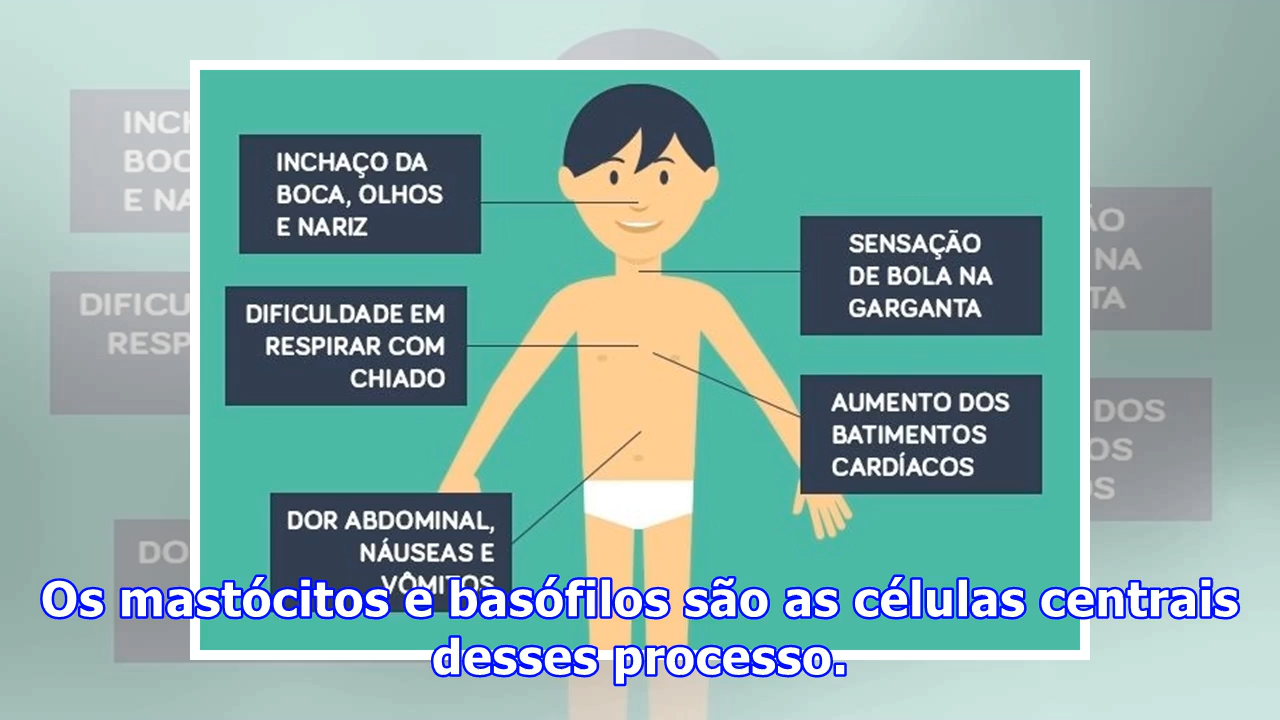 INCHAÇO DA
BOCA, OLHOS
E NARIZ
SENSAÇÃO
DE BOLA NA
GARGANTA
DIFICULDADE EM
RESPIRAR COM
CHIADO
AUMENTO DOS
BATIMENTOS
CARDÍACOS
DOR ABDOMINAL,
NÁUSEAS E
VÔMITOS
Os mastócitos e basófilos são as células centrais
desses processo.